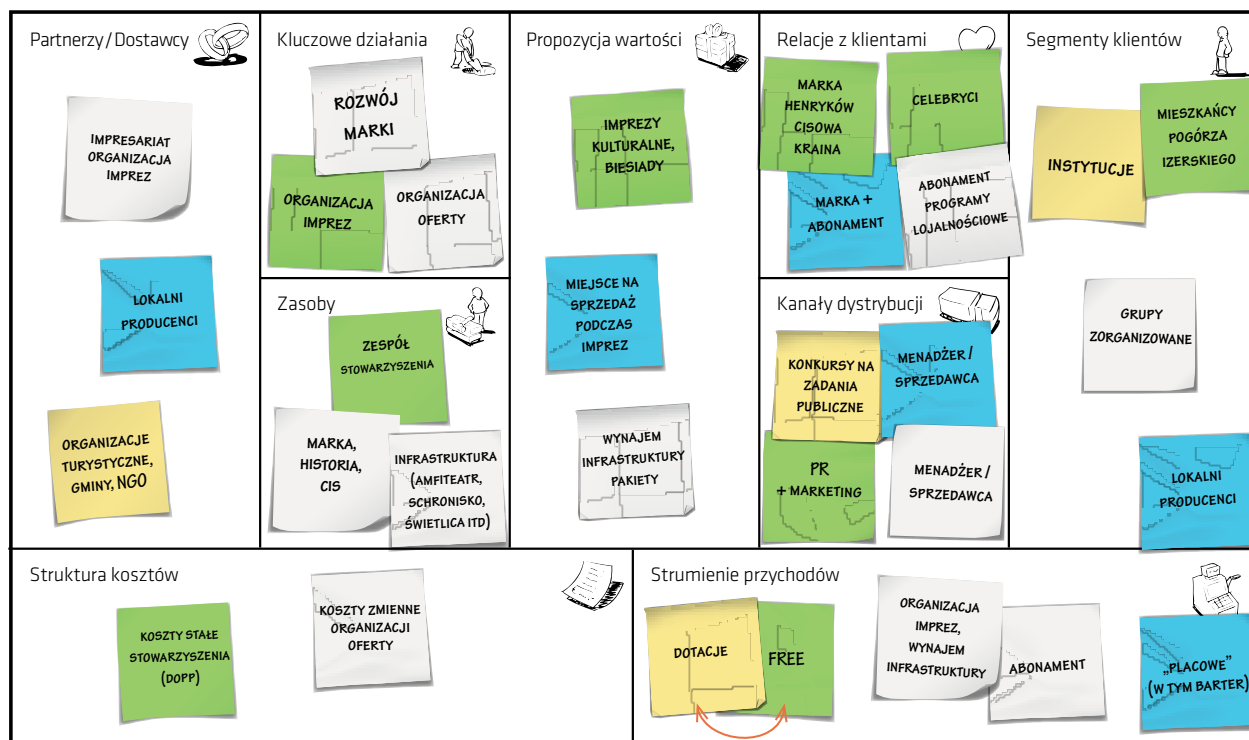 Partnerzy / Dostawcy
IMPRESARIAT
ORGANIZACJA
IMPREZ
LOKALNI
PRODUCENCI
ORGANIZACJE
TURYSTYCZNE,
GMINY, NGO
Kluczowe działania
ROZWÓJ
MARKI
ORGANIZACJA
IMPREZ
ORGANIZACJA
OFERTY
Zasoby
ZESPÓŁ
STOWARZYSZENIA
MARKA,
HISTORIA,
CIS
INFRASTRUKTURA
(AMFITEATR,
SCHRONISKO,
ŚWIETLICA ITD)
Propozycja wartości
IMPREZY
KULTURALNE,
BIESIADY
MIEJSCE NA
SPRZEDAŻ
PODCZAS
IMPREZ
WYNAJEM
INFRASTRUKTURY
PAKIETY
Relacje z klientami
MARKA
HENRYKÓW
CISOWA
KRAINA
CELEBRYCI
MARKA +
ABONAMENT
ABONAMENT
PROGRAMY
LOJALNOŚCIOWE
Kanały dystrybucji
KONKURSY NA
ZADANIA
PUBLICZNE
MENADŻER /
SPRZEDAWCA
PR
+ MARKETING
MENADŻER /
SPRZEDAWCA
Segmenty klientów
INSTYTUCJE
MIESZKAŃCY
POGÓRZA
IZERSKIEGO
GRUPY
ZORGANIZOWANE
LOKALNI
PRODUCENCI
Struktura kosztów
KOSZTY STAŁE
STOWARZYSZENIA
(DOPP)
KOSZTY ZMIENNE
ORGANIZACJI
OFERTY
Strumienie przychodów
DOTACJE
FREE
ORGANIZACJA
IMPREZ,
WYNAJEM
INFRASTRUKTURY
ABONAMENT
„PLACOWE”
(W TYM BARTER)